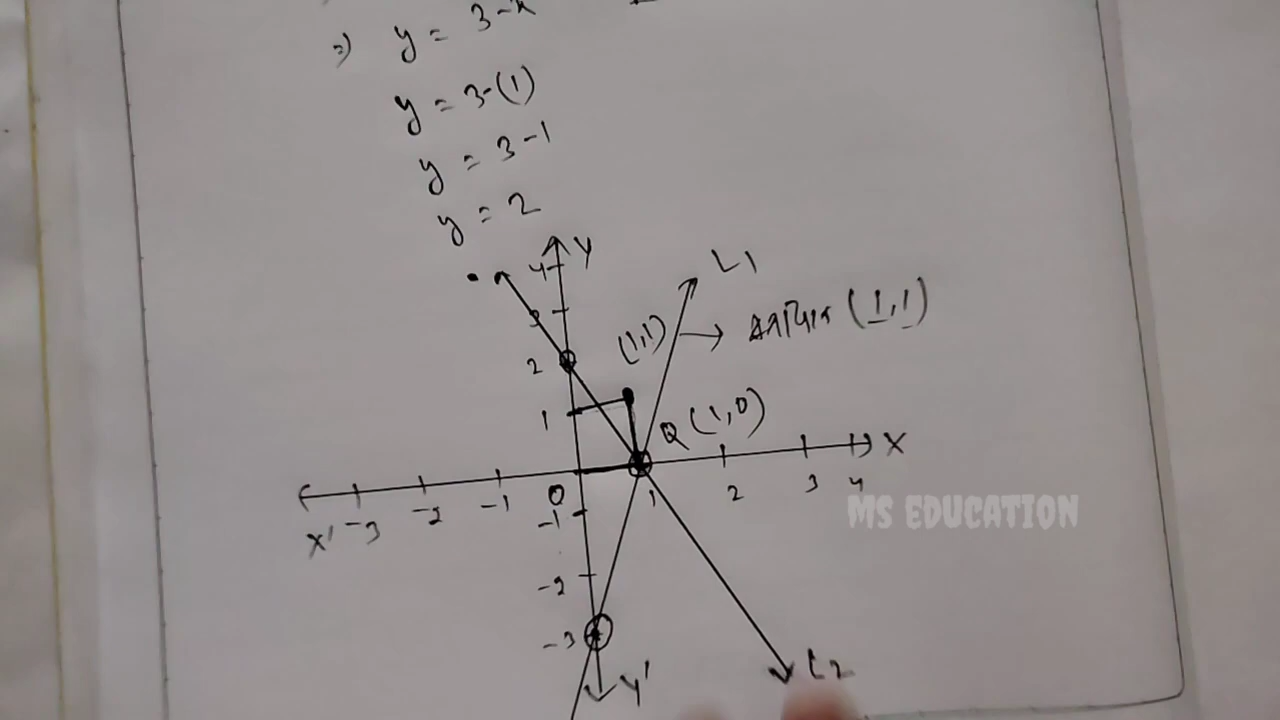 ⇒) y = 3-x
y = 3-(1)
y = 3-1
y = 2
Y
4
L1
3
(1,1)
→ (1,1)
2
1
Q (1,0)
X
X' -3 -2 -1 0 1 2 3 4
MS EDUCATION
-1
-2
-3
Y'
L2